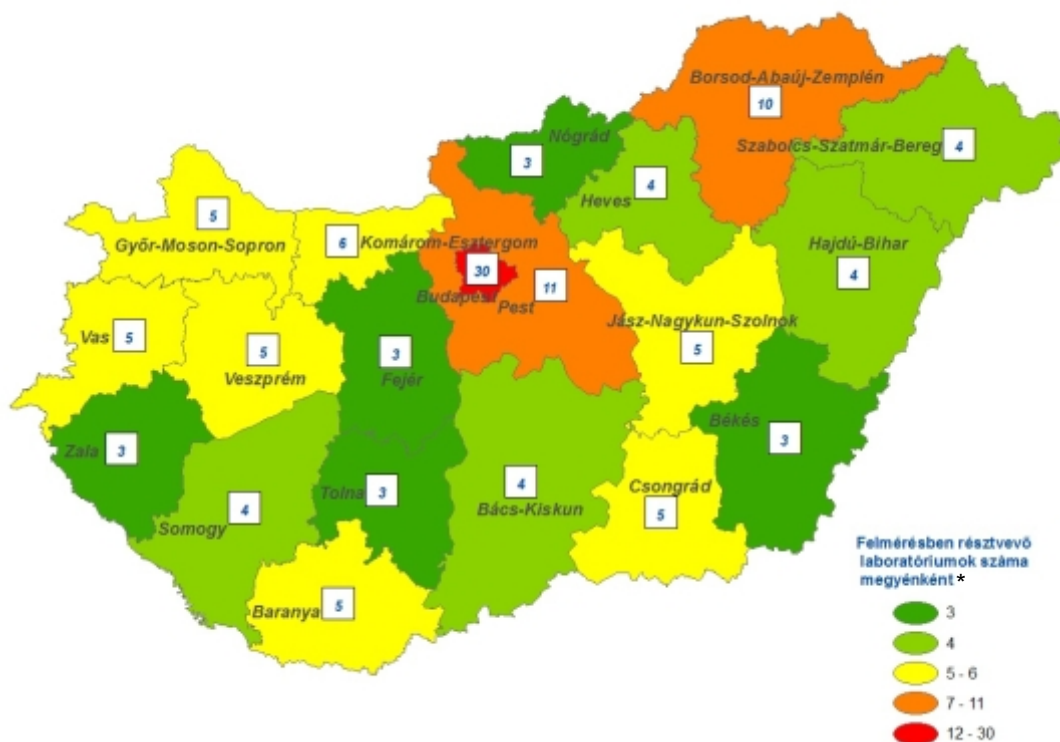 Borsod-Abaúj-Zemplén
10
Nógrád
3
Szabolcs-Szatmár-Bereg
4
Heves
4
Győr-Moson-Sopron
5
Komárom-Esztergom
6
Hajdú-Bihar
4
Budapest
30
Pest
11
Jász-Nagykun-Szolnok
5
Vas
5
Veszprém
5
Fejér
3
Békés
3
Zala
3
Somogy
4
Tolna
3
Bács-Kiskun
4
Csongrád
5
Baranya
5
Felmérésben résztvevő
laboratóriumok száma
megyénként *
3
4
5 - 6
7 - 11
12 - 30